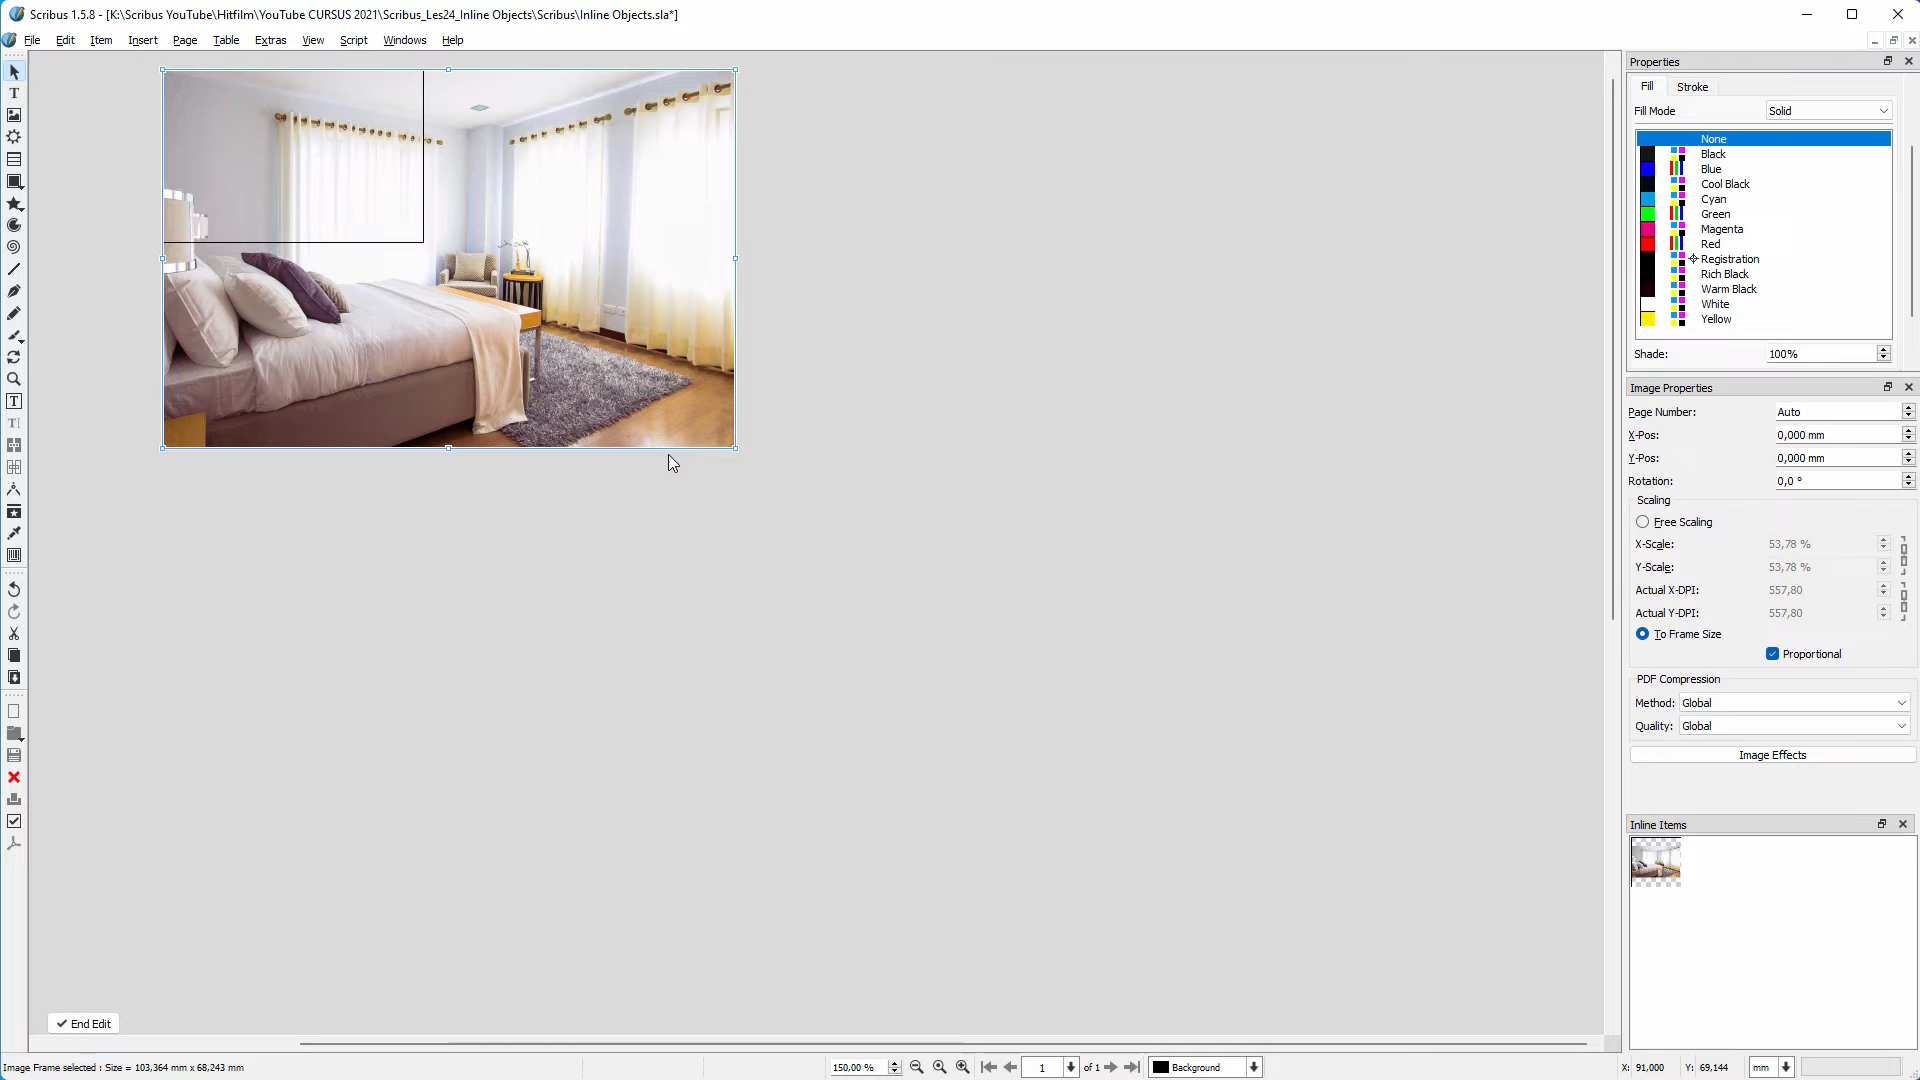 Scribus 1.5.8 - [K:\Scribus YouTube\Hitfilm\YouTube CURSUS 2021\Scribus_Les24_Inline Objects\Scribus\Inline Objects.sla*]
File Edit Item Insert Page Table Extras View Script Windows Help
Properties
Fill Stroke
Fill Mode Solid
None
Black
Blue
Cool Black
Cyan
Green
Magenta
Red
Registration
Rich Black
Warm Black
White
Yellow
Shade: 100%
Image Properties
Page Number: Auto
X-Pos: 0,000 mm
Y-Pos: 0,000 mm
Rotation: 0,0 °
Scaling
Free Scaling
X-Scale: 53,78 %
Y-Scale: 53,78 %
Actual X-DPI: 557,80
Actual Y-DPI: 557,80
To Frame Size
Proportional
PDF Compression
Method: Global
Quality: Global
Image Effects
Inline Items
End Edit
Image Frame selected : Size = 103,364 mm x 68,243 mm 150,00 % 1 of 1 Background X: 91,000 Y: 69,144 mm